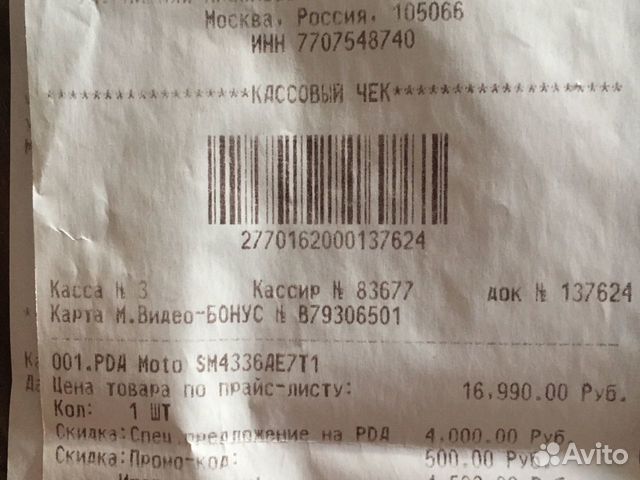 Москва, Россия, 105066
ИНН 7707548740
*****************КАССОВЫЙ ЧЕК*******************
2770162000137624
Касса № 3 Кассир № 83677 док № 137624
* Карта М.Видео-БОНУС № В79306501
001.PDA Moto SM4336AE7T1
Цена товара по прайс-листу: 16,990.00 Руб.
Кол: 1 ШТ
Скидка:Спец.предложение на PDA 4,000.00 Руб.
Скидка:Промо-код: 500.00 Руб.
Avito